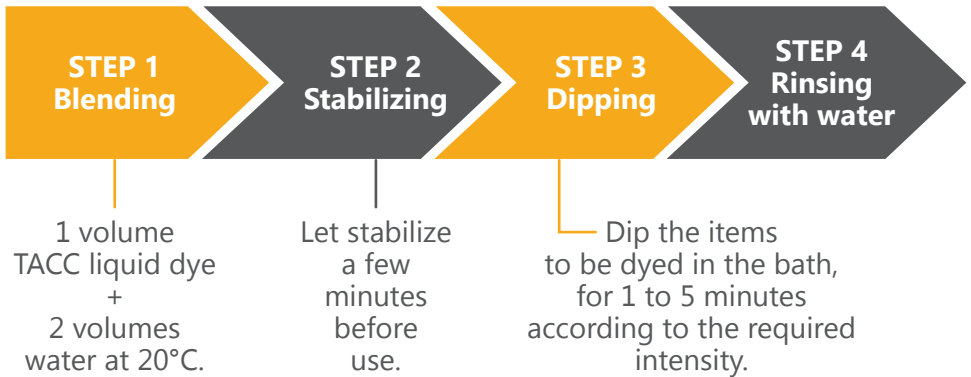 STEP 1
Blending
STEP 2
Stabilizing
STEP 3
Dipping
STEP 4
Rinsing
with water
1 volume
TACC liquid dye
+
2 volumes
water at 20°C.
Let stabilize
a few
minutes
before
use.
Dip the items
to be dyed in the bath,
for 1 to 5 minutes
according to the required
intensity.